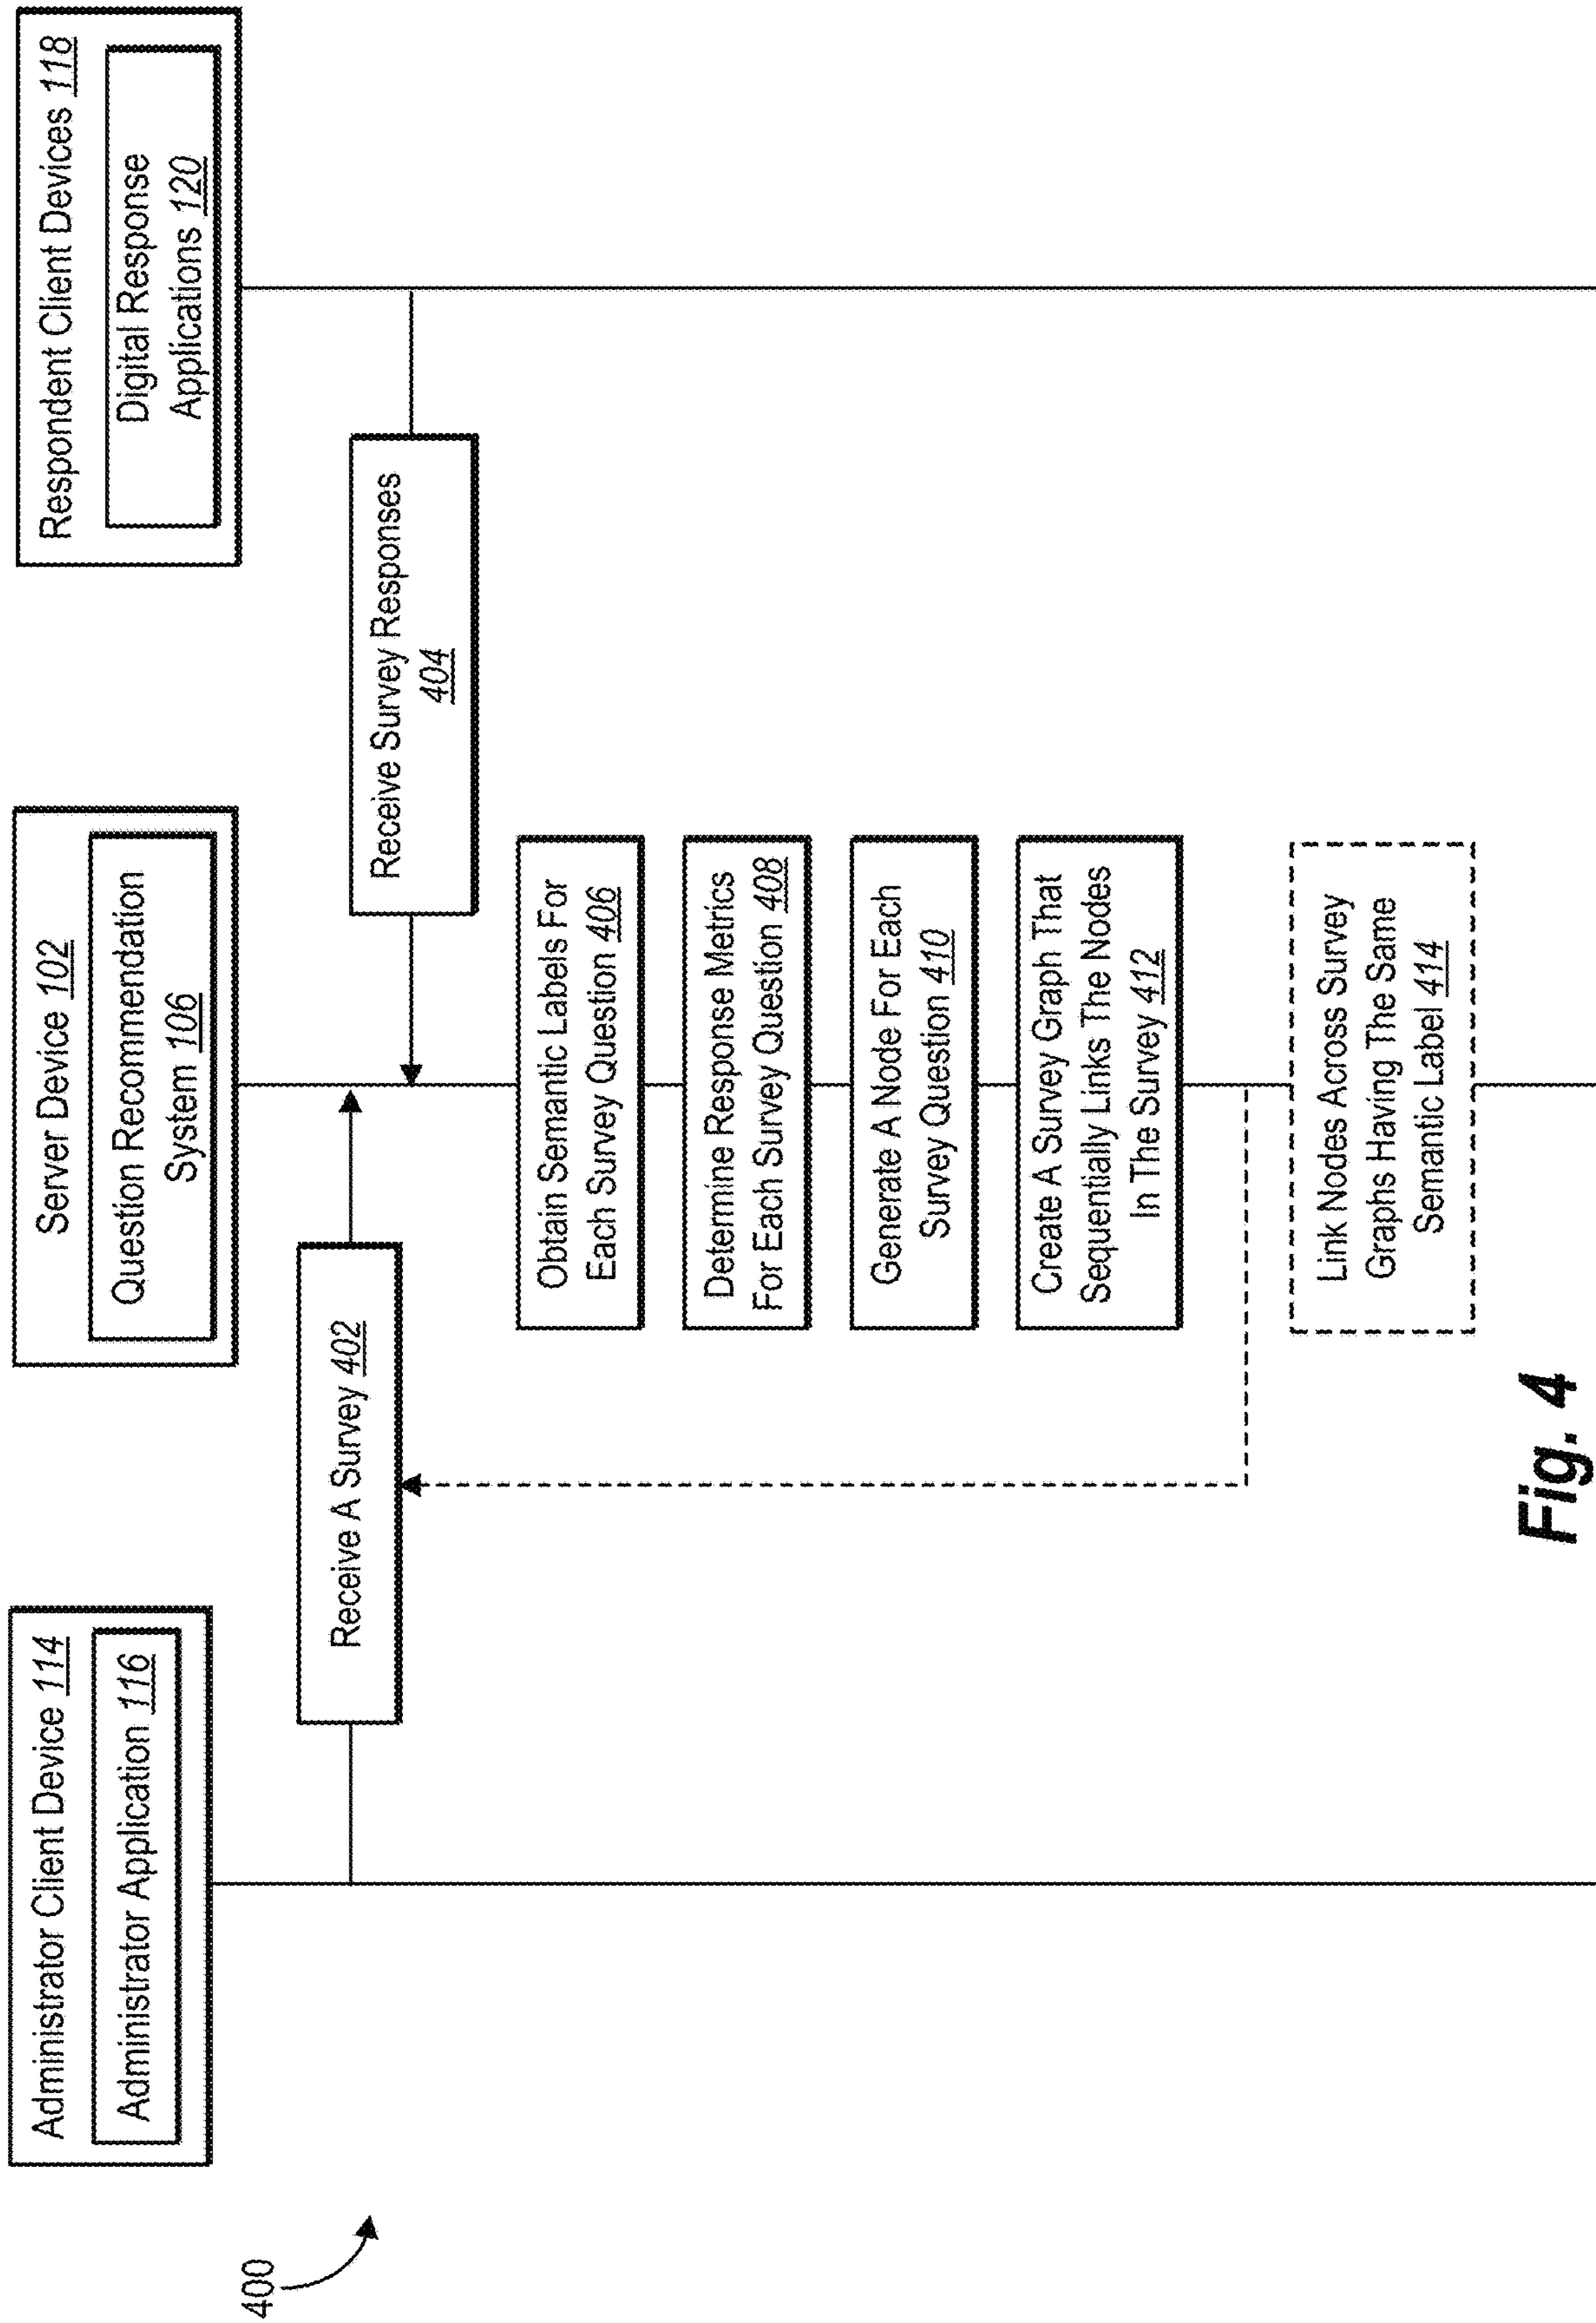 400
Administrator Client Device 114
Administrator Application 116
Server Device 102
Question Recommendation
System 106
Respondent Client Devices 118
Digital Response
Applications 120
Receive A Survey 402
Receive Survey Responses
404
Obtain Semantic Labels For
Each Survey Question 406
Determine Response Metrics
For Each Survey Question 408
Generate A Node For Each
Survey Question 410
Create A Survey Graph That
Sequentially Links The Nodes
In The Survey 412
Link Nodes Across Survey
Graphs Having The Same
Semantic Label 414
Fig. 4